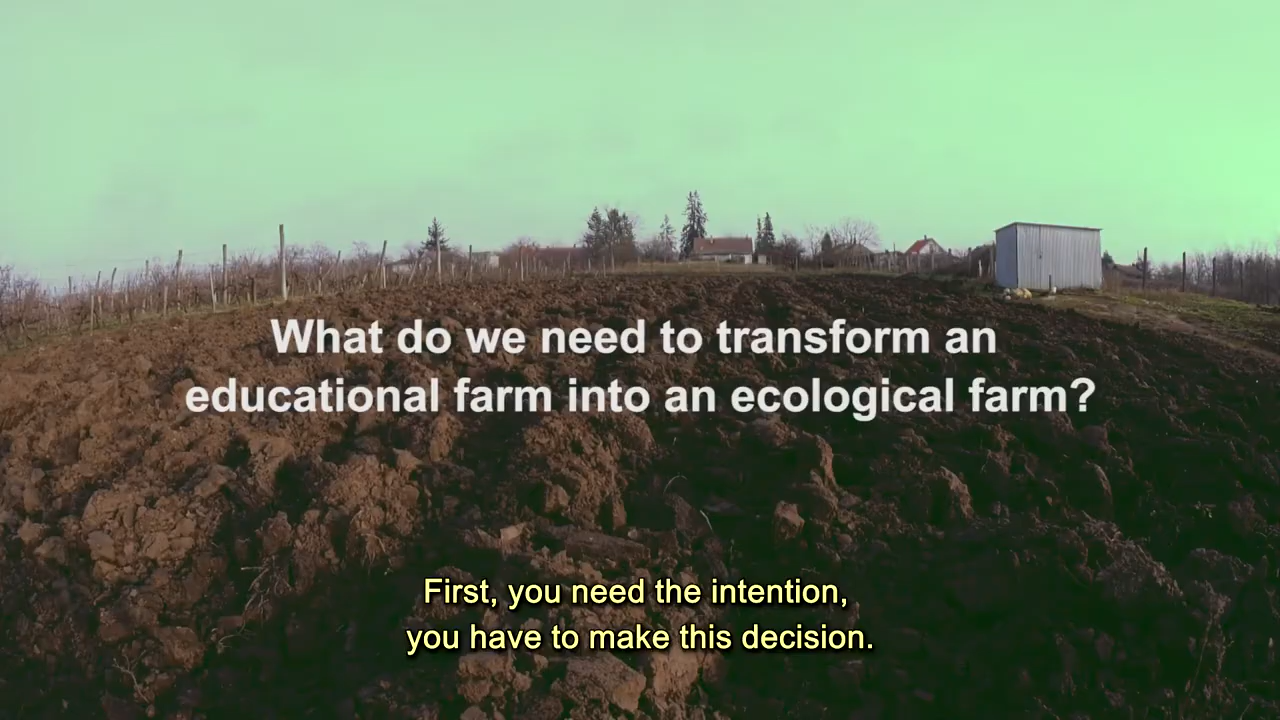 What do we need to transform an
educational farm into an ecological farm?
First, you need the intention,
you have to make this decision.